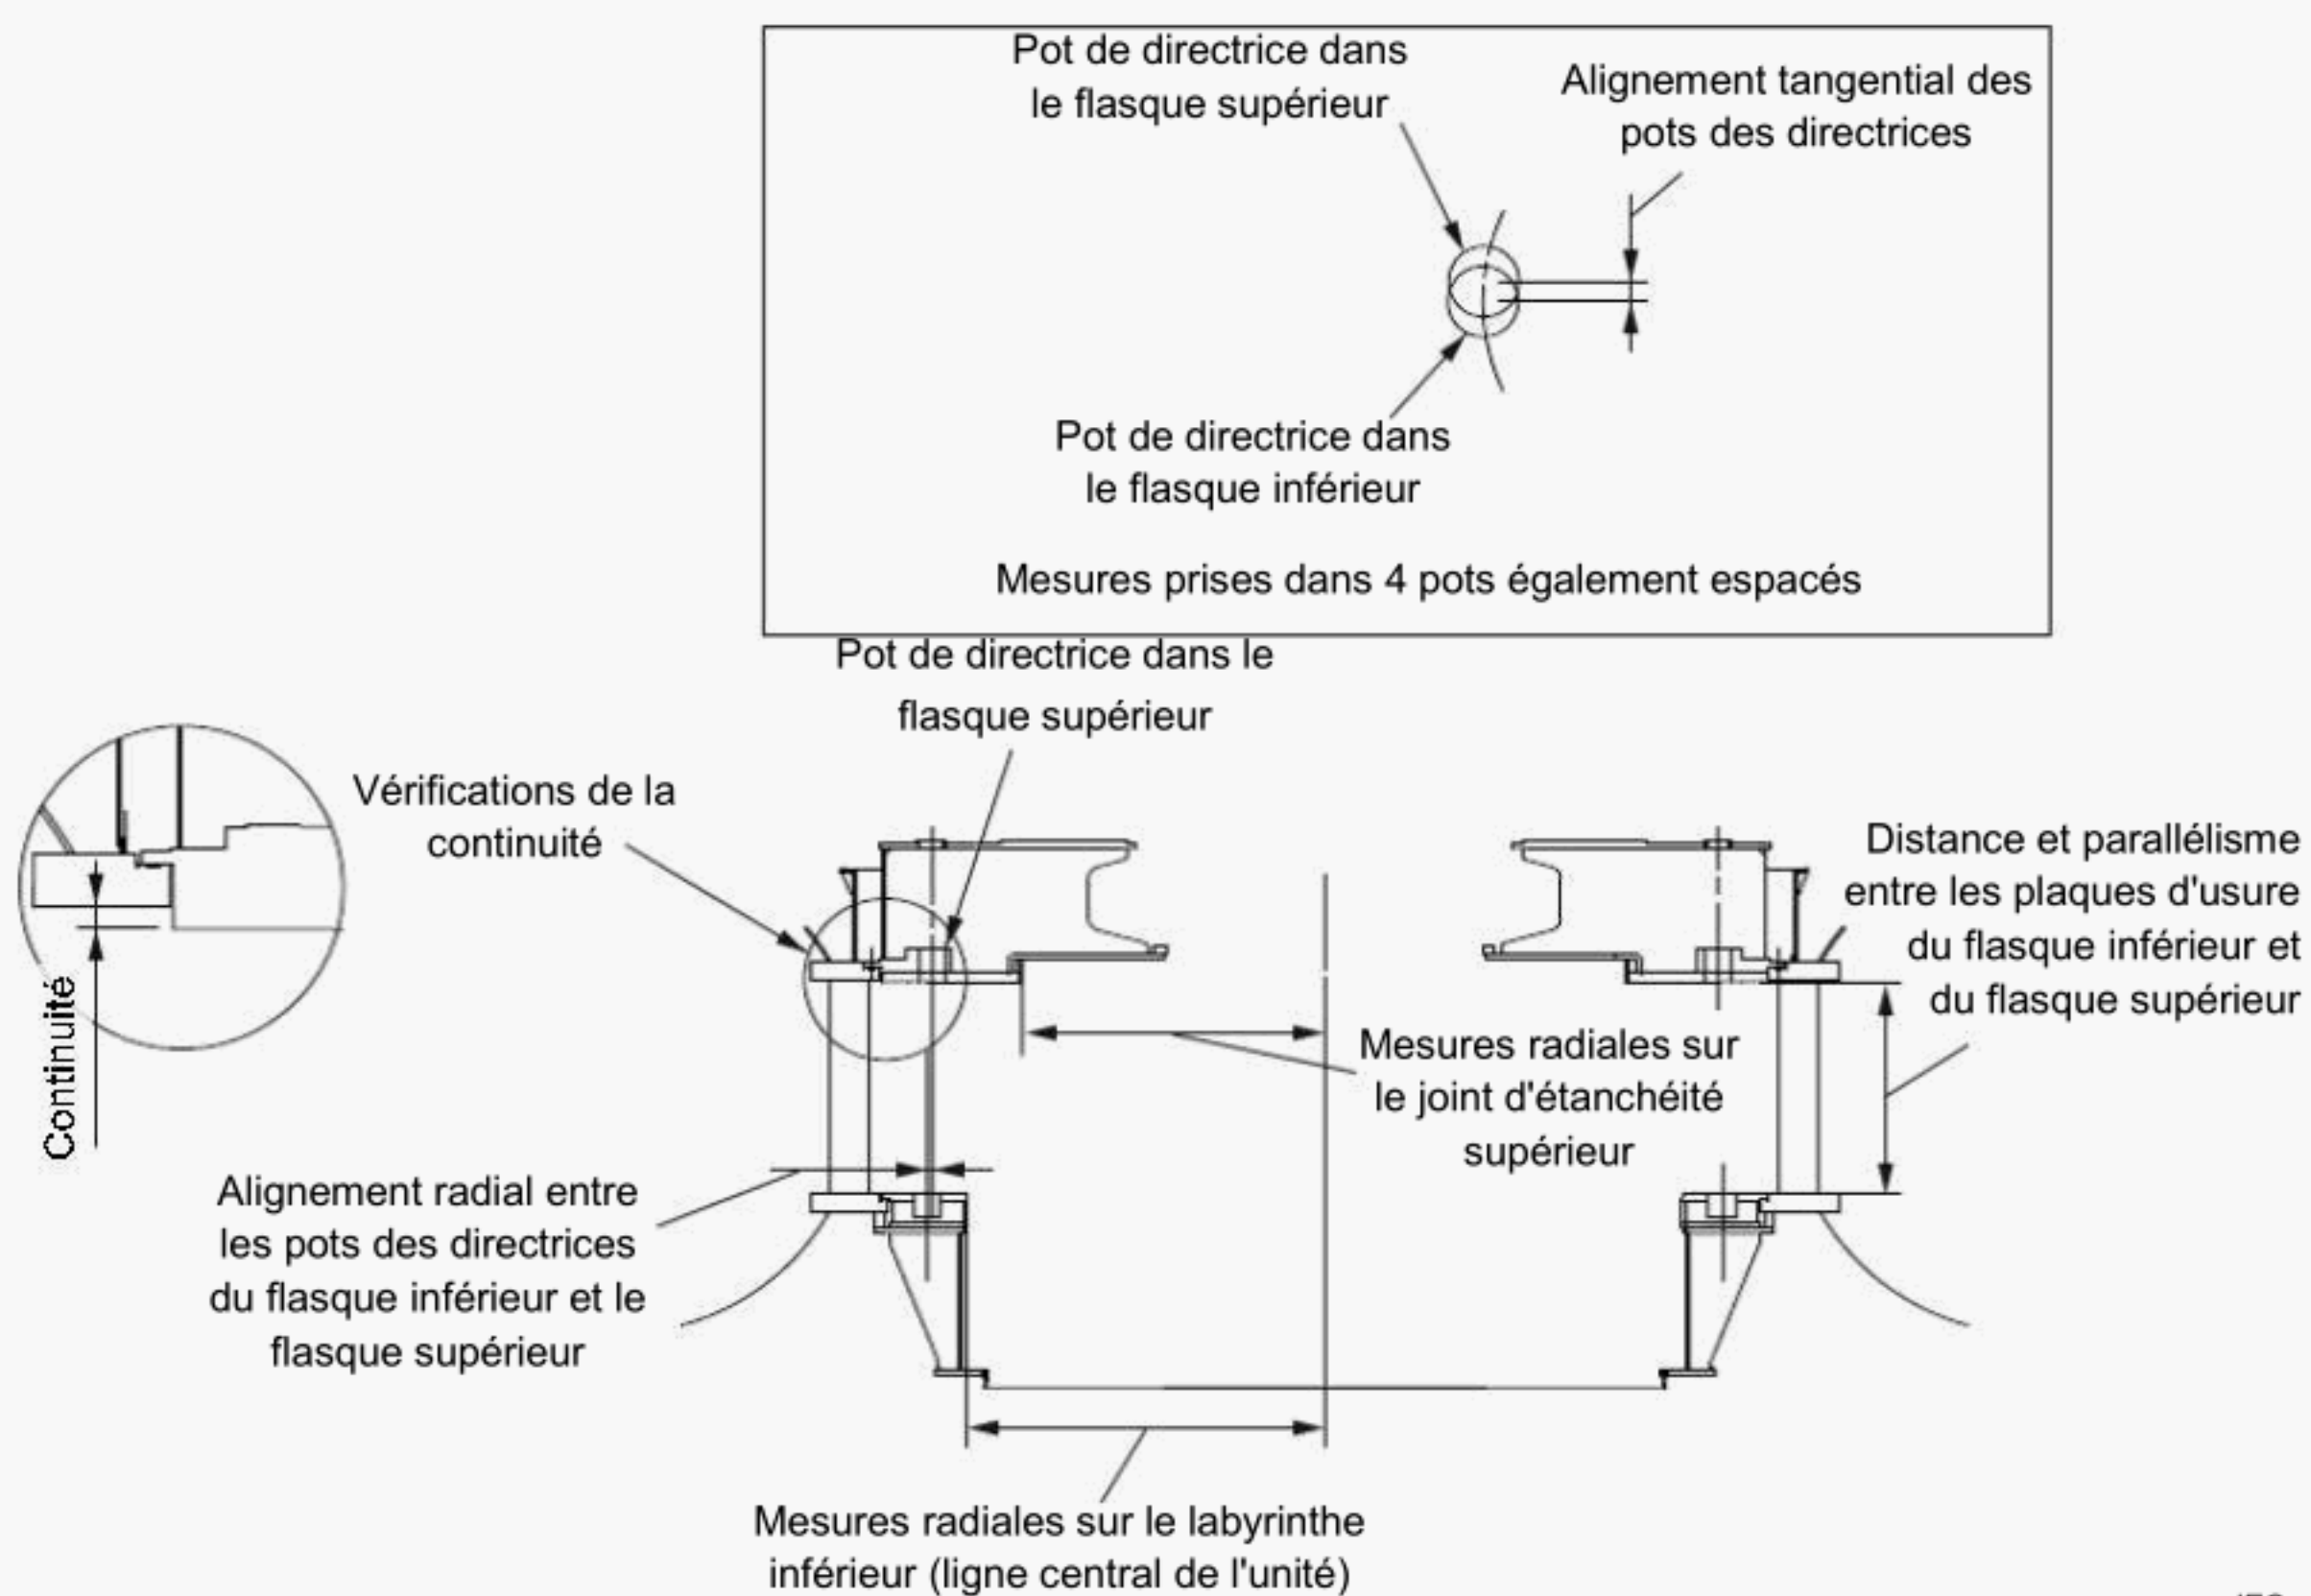 Pot de directrice dans
le flasque supérieur
Alignement tangential des
pots des directrices
Pot de directrice dans
le flasque inférieur
Mesures prises dans 4 pots également espacés
Pot de directrice dans le
flasque supérieur
Vérifications de la
continuité
Continuité
Distance et parallélisme
entre les plaques d'usure
du flasque inférieur et
du flasque supérieur
Mesures radiales sur
le joint d'étanchéité
supérieur
Alignement radial entre
les pots des directrices
du flasque inférieur et le
flasque supérieur
Mesures radiales sur le labyrinthe
inférieur (ligne central de l'unité)